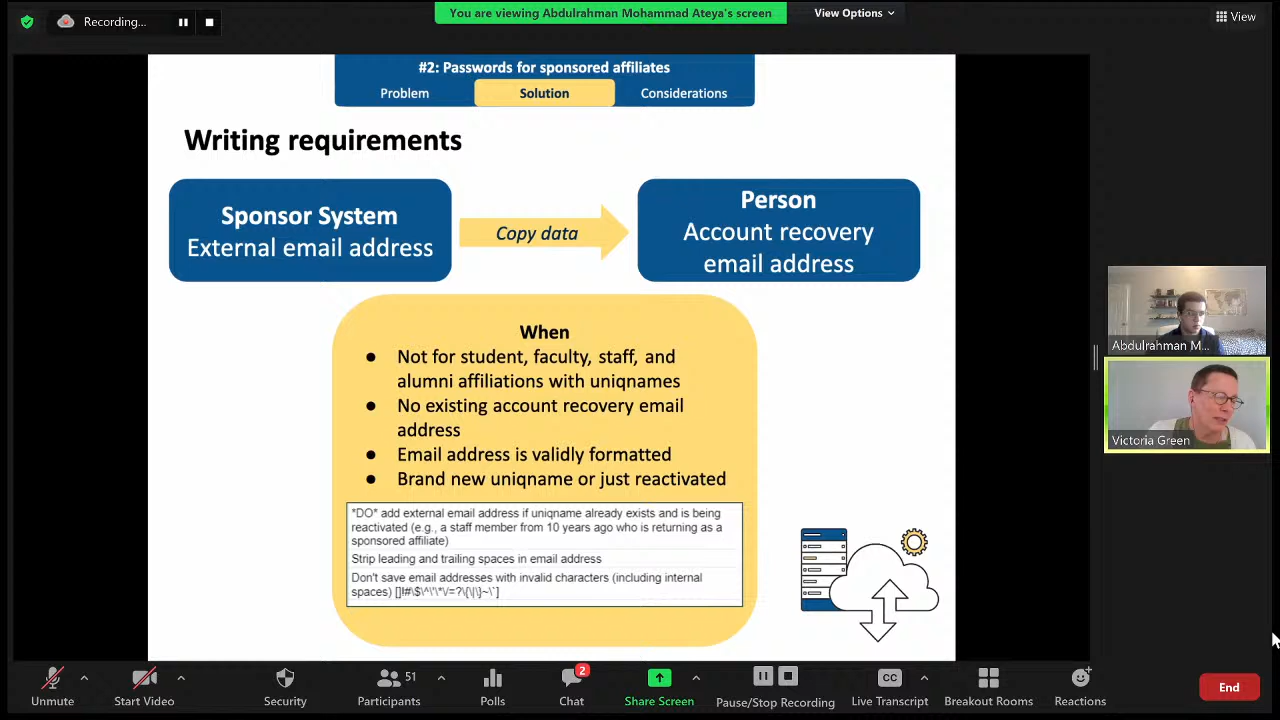 Recording...
You are viewing Abdulrahman Mohammad Ateya's screen
View Options
View
#2: Passwords for sponsored affiliates
Problem
Solution
Considerations
Writing requirements
Sponsor System
External email address
Copy data
Person
Account recovery
email address
When
● Not for student, faculty, staff, and
alumni affiliations with uniqnames
● No existing account recovery email
address
● Email address is validly formatted
● Brand new uniqname or just reactivated
*DO* add external email address if uniqname already exists and is being
reactivated (e.g., a staff member from 10 years ago who is returning as a
sponsored affiliate)
Strip leading and trailing spaces in email address
Don't save email addresses with invalid characters (including internal
spaces) []!#\$\^\'\*\/=?\{\|\}~\`]
Abdulrahman M...
Victoria Green
Unmute
Start Video
Security
51
Participants
Polls
2
Chat
Share Screen
Pause/Stop Recording
CC
Live Transcript
Breakout Rooms
Reactions
End